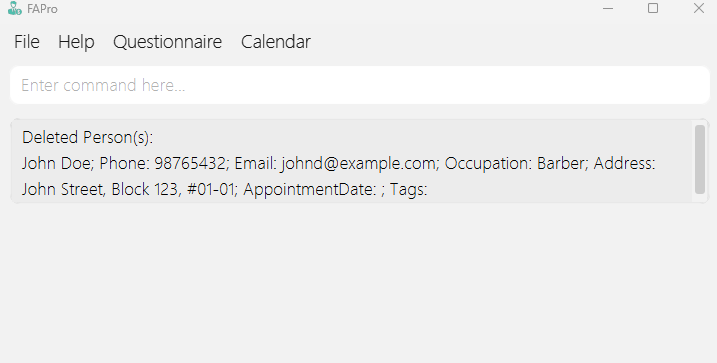 FAPro
File Help Questionnaire Calendar
Enter command here...
Deleted Person(s):
John Doe; Phone: 98765432; Email: johnd@example.com; Occupation: Barber; Address:
John Street, Block 123, #01-01; AppointmentDate: ; Tags: